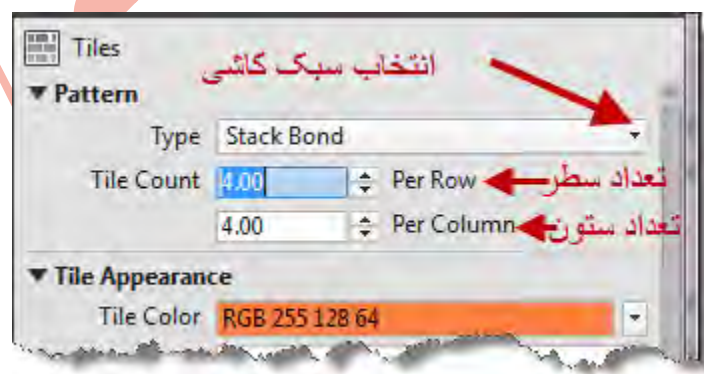 Tiles
انتخاب سبک کاشی
Pattern
Type Stack Bond
Tile Count 4.00 Per Row تعداد سطر
4.00 Per Column تعداد ستون
Tile Appearance
Tile Color RGB 255 128 64